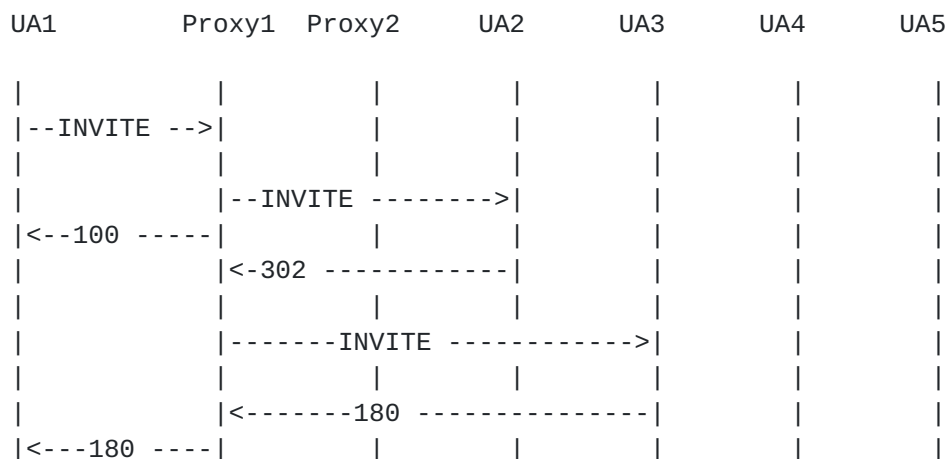 UA1          Proxy1  Proxy2     UA2      UA3      UA4      UA5

|            |         |        |        |        |        |
|--INVITE -->|         |        |        |        |        |
|            |         |        |        |        |        |
|            |--INVITE -------->|        |        |        |
|<--100 -----|         |        |        |        |        |
|            |<-302 ------------|        |        |        |
|            |         |        |        |        |        |
|            |-------INVITE ------------>|        |        |
|            |         |        |        |        |        |
|            |<-------180 ---------------|        |        |
|<---180 ----|         |        |        |        |        |